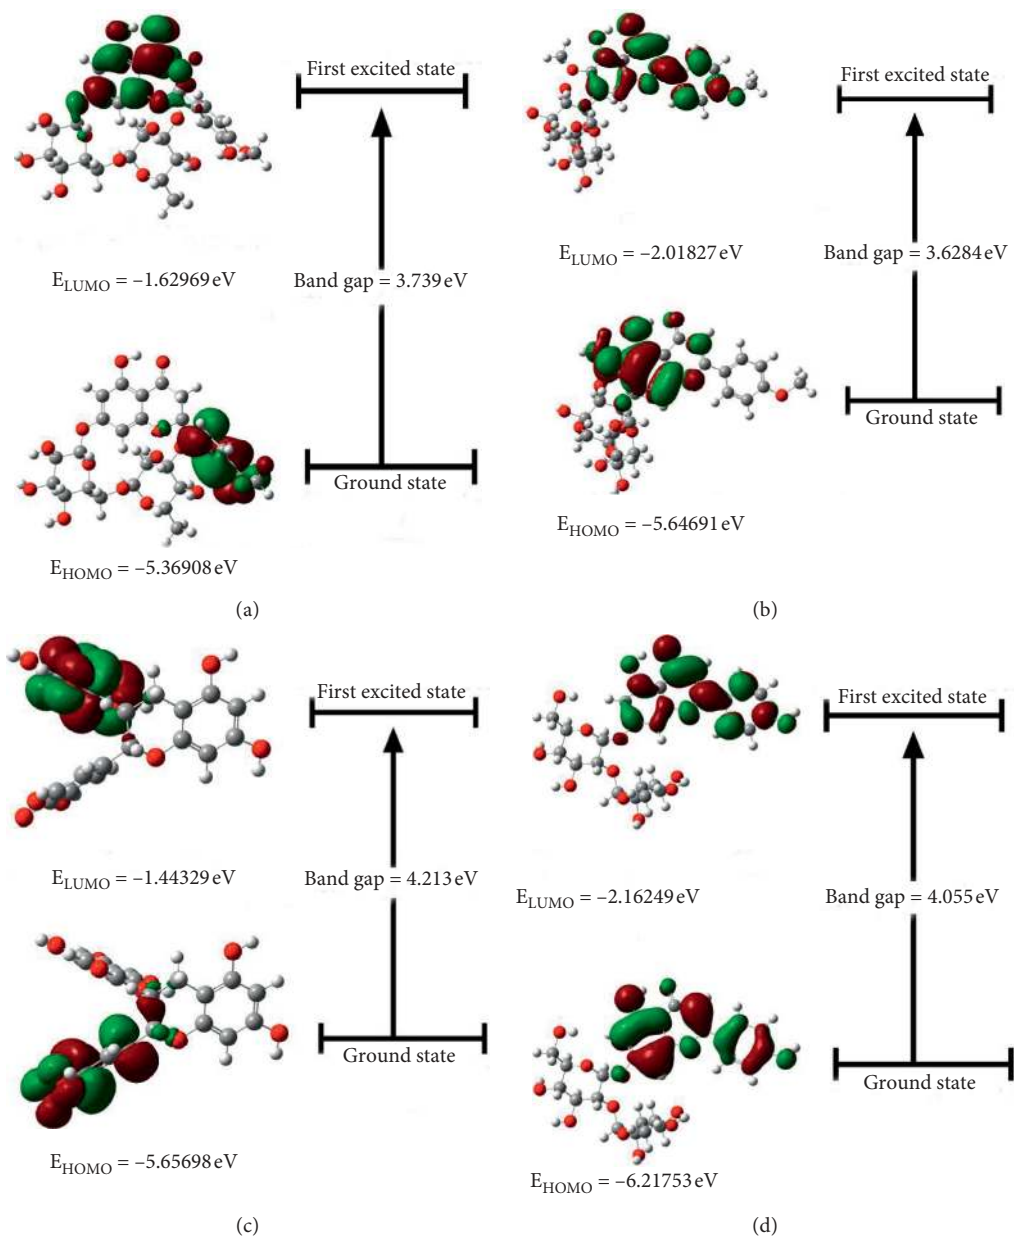 First excited state
E_LUMO = –1.62969 eV
Band gap = 3.739 eV
Ground state
E_HOMO = –5.36908 eV
(a)
First excited state
E_LUMO = –2.01827 eV
Band gap = 3.6284 eV
Ground state
E_HOMO = –5.64691 eV
(b)
First excited state
E_LUMO = –1.44329 eV
Band gap = 4.213 eV
Ground state
E_HOMO = –5.65698 eV
(c)
First excited state
E_LUMO = –2.16249 eV
Band gap = 4.055 eV
Ground state
E_HOMO = –6.21753 eV
(d)